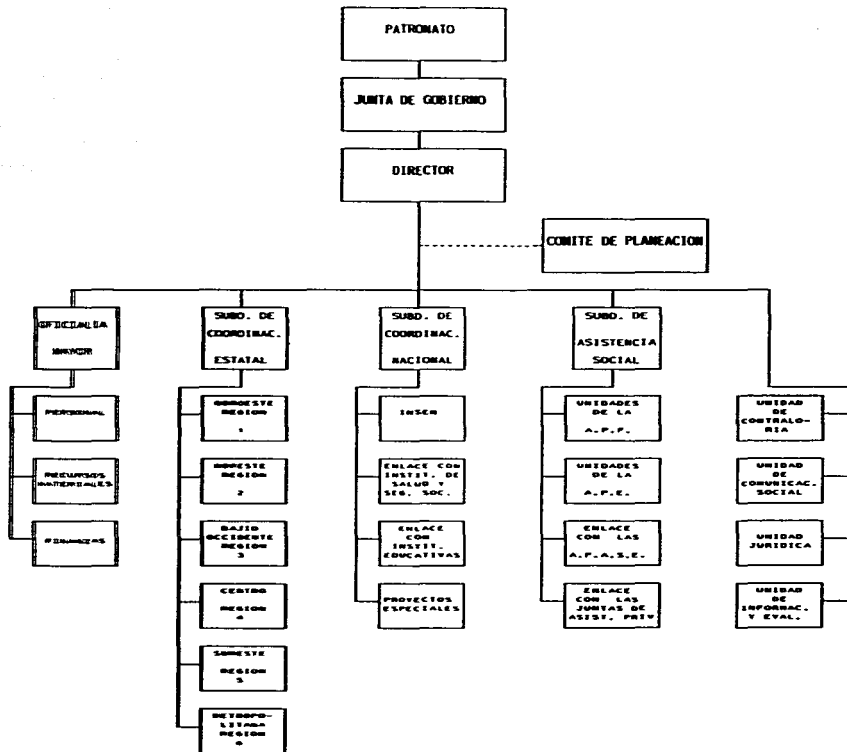 PATRONATO
JUNTA DE GOBIERNO
DIRECTOR
COMITE DE PLANEACION
OFICIALIA
MAYOR
PERSONAL
RECURSOS
MATERIALES
FINANZAS
SUBD. DE
COORDINAC.
ESTATAL
NOROESTE
REGION
1
NORESTE
REGION
2
BAJIO
OCCIDENTE
REGION
3
CENTRO
REGION
4
SURESTE
REGION
5
METROPO-
LITANA
REGION
6
SUBD. DE
COORDINAC.
NACIONAL
INSEN
ENLACE CON
INSTIT. DE
SALUD Y
SEG. SOC.
ENLACE
CON
INSTIT.
EDUCATIVAS
PROYECTOS
ESPECIALES
SUBD. DE
ASISTENCIA
SOCIAL
UNIDADES
DE LA
A.P.F.
UNIDADES
DE LA
A.P.E.
ENLACE
CON LAS
A.P.A.S.E.
ENLACE
CON LAS
JUNTAS DE
ASIST. PRIV
UNIDAD
DE
CONTRALO-
RIA
UNIDAD
DE
COMUNICAC.
SOCIAL
UNIDAD
JURIDICA
UNIDAD
DE
INFORMAC.
Y EVAL.